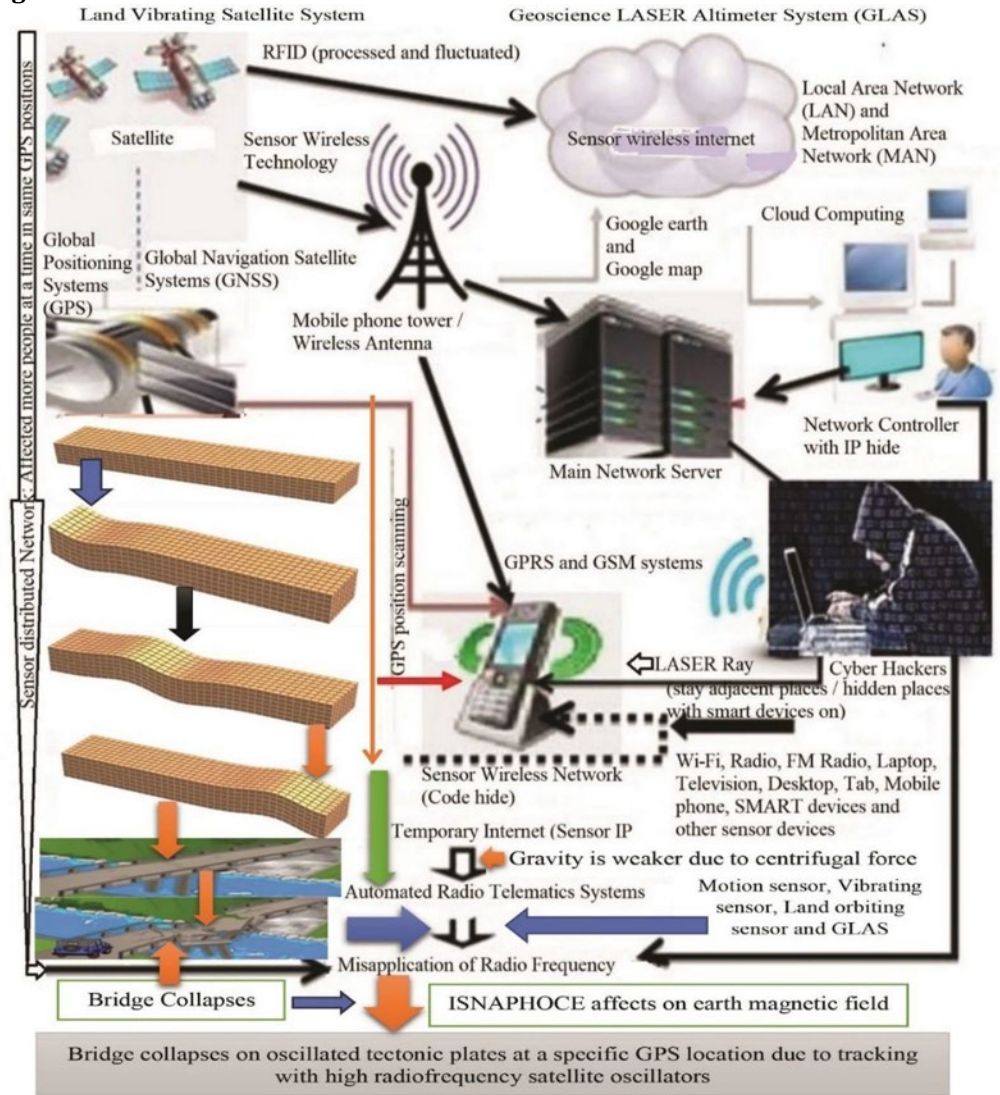 Land Vibrating Satellite System
Geoscience LASER Altimeter System (GLAS)
RFID (processed and fluctuated)
Local Area Network
(LAN) and
Metropolitan Area
Network (MAN)
Satellite
Sensor Wireless
Technology
Sensor wireless internet
Cloud Computing
Google earth
and
Google map
Global
Positioning
Systems
(GPS)
Global Navigation Satellite
Systems (GNSS)
Mobile phone tower /
Wireless Antenna
Main Network Server
Network Controller
with IP hide
Sensor distributed Network: Affected more people at a time in same GPS positions
GPS position scanning
GPRS and GSM systems
LASER Ray
Cyber Hackers
(stay adjacent places / hidden places
with smart devices on)
Sensor Wireless Network
(Code hide)
Wi-Fi, Radio, FM Radio, Laptop,
Television, Desktop, Tab, Mobile
phone, SMART devices and
other sensor devices
Temporary Internet (Sensor IP
Gravity is weaker due to centrifugal force
Automated Radio Telematics Systems
Motion sensor, Vibrating
sensor, Land orbiting
sensor and GLAS
Misapplication of Radio Frequency
Bridge Collapses
ISNAPHOCE affects on earth magnetic field
Bridge collapses on oscillated tectonic plates at a specific GPS location due to tracking
with high radiofrequency satellite oscillators